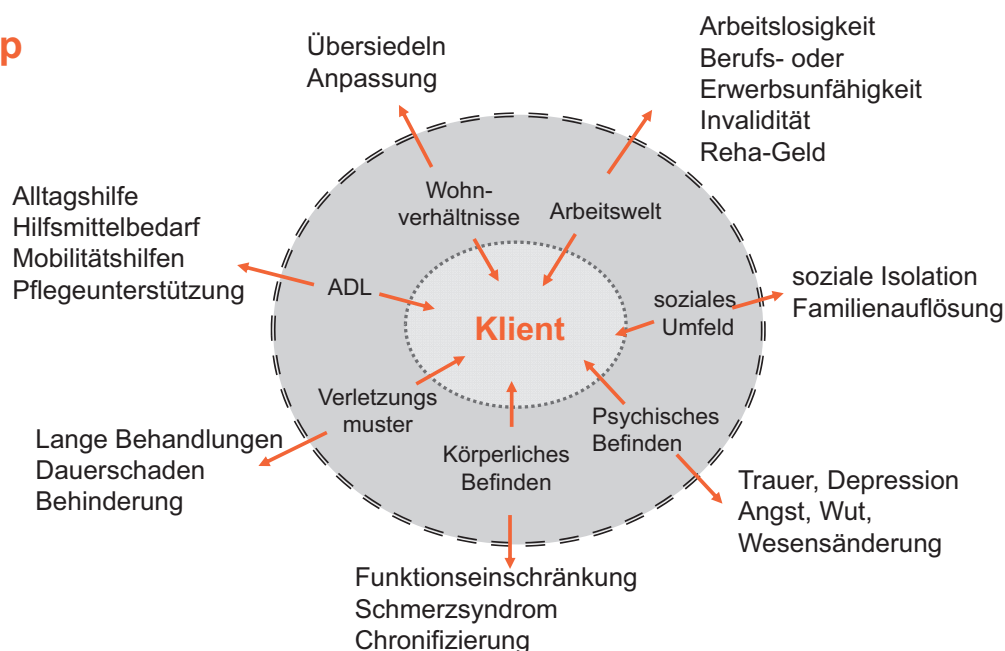 p
Übersiedeln
Anpassung
Arbeitslosigkeit
Berufs- oder
Erwerbsunfähigkeit
Invalidität
Reha-Geld
Alltagshilfe
Hilfsmittelbedarf
Mobilitätshilfen
Pflegeunterstützung
Wohn-
verhältnisse
Arbeitswelt
ADL
soziales
Umfeld
soziale Isolation
Familienauflösung
Klient
Verletzungs
muster
Körperliches
Befinden
Psychisches
Befinden
Lange Behandlungen
Dauerschaden
Behinderung
Trauer, Depression
Angst, Wut,
Wesensänderung
Funktionseinschränkung
Schmerzsyndrom
Chronifizierung